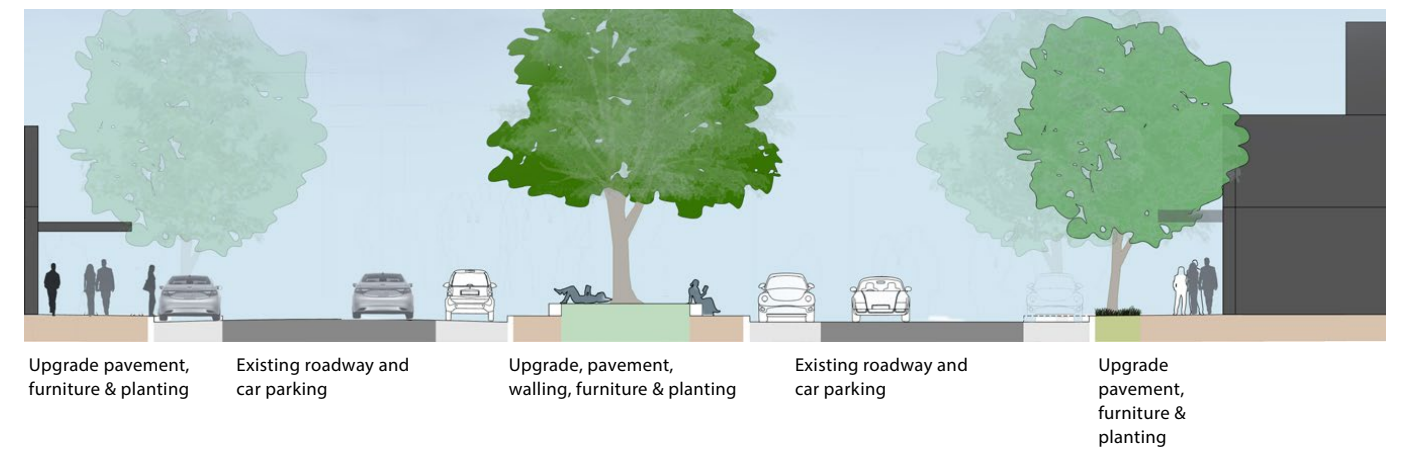 Upgrade pavement,
furniture & planting
Existing roadway and
car parking
Upgrade, pavement,
walling, furniture & planting
Existing roadway and
car parking
Upgrade
pavement,
furniture &
planting